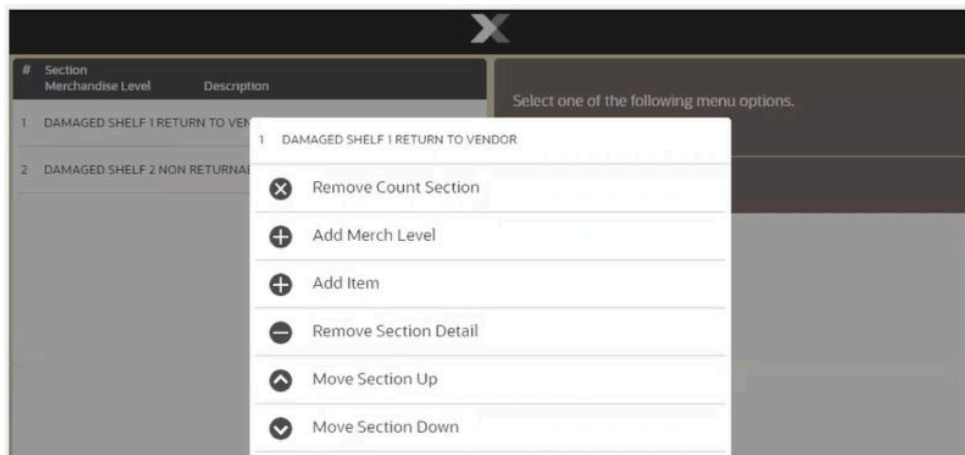 # Section
Merchandise Level Description
Select one of the following menu options.
1 DAMAGED SHELF 1 RETURN TO VEN
2 DAMAGED SHELF 2 NON RETURNAB
1 DAMAGED SHELF 1 RETURN TO VENDOR
Remove Count Section
Add Merch Level
Add Item
Remove Section Detail
Move Section Up
Move Section Down